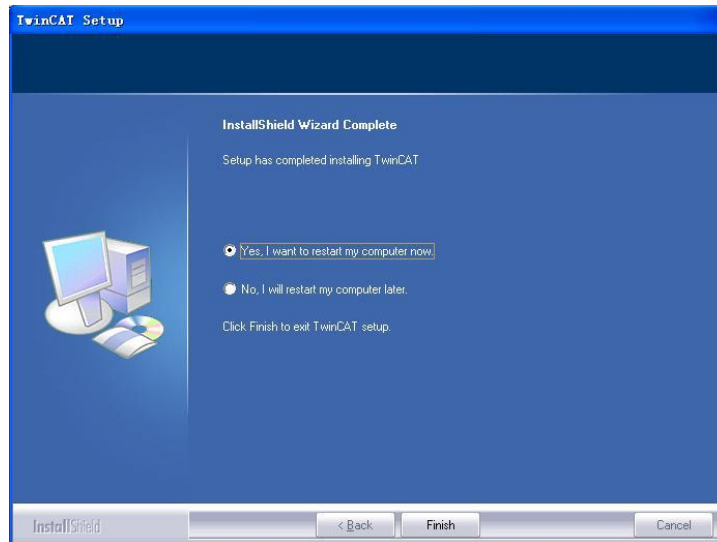 TwinCAT Setup
InstallShield Wizard Complete
Setup has completed installing TwinCAT
Yes, I want to restart my computer now.
No, I will restart my computer later.
Click Finish to exit TwinCAT setup.
InstallShield
< Back
Finish
Cancel